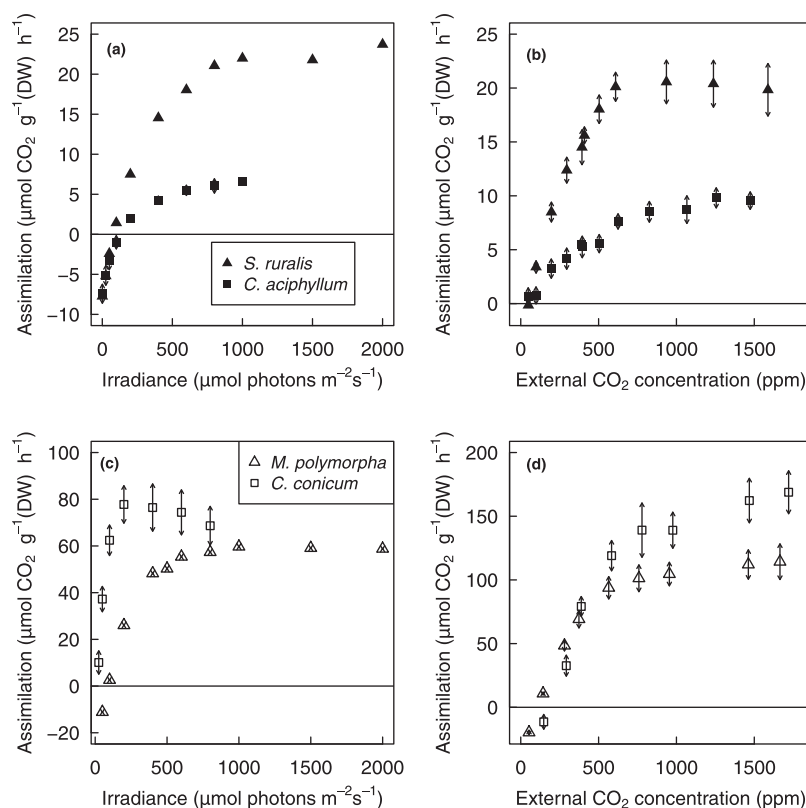 (a)
Assimilation (μmol CO₂ g⁻¹(DW) h⁻¹)
25
20
15
10
5
0
−5
−10
▲ S. ruralis
■ C. aciphyllum
0 500 1000 1500 2000
Irradiance (μmol photons m⁻²s⁻¹)
(b)
Assimilation (μmol CO₂ g⁻¹(DW) h⁻¹)
25
20
15
10
5
0
0 500 1000 1500
External CO₂ concentration (ppm)
(c)
Assimilation (μmol CO₂ g⁻¹(DW) h⁻¹)
100
80
60
40
20
0
−20
△ M. polymorpha
□ C. conicum
0 500 1000 1500 2000
Irradiance (μmol photons m⁻²s⁻¹)
(d)
Assimilation (μmol CO₂ g⁻¹(DW) h⁻¹)
200
150
100
50
0
0 500 1000 1500
External CO₂ concentration (ppm)